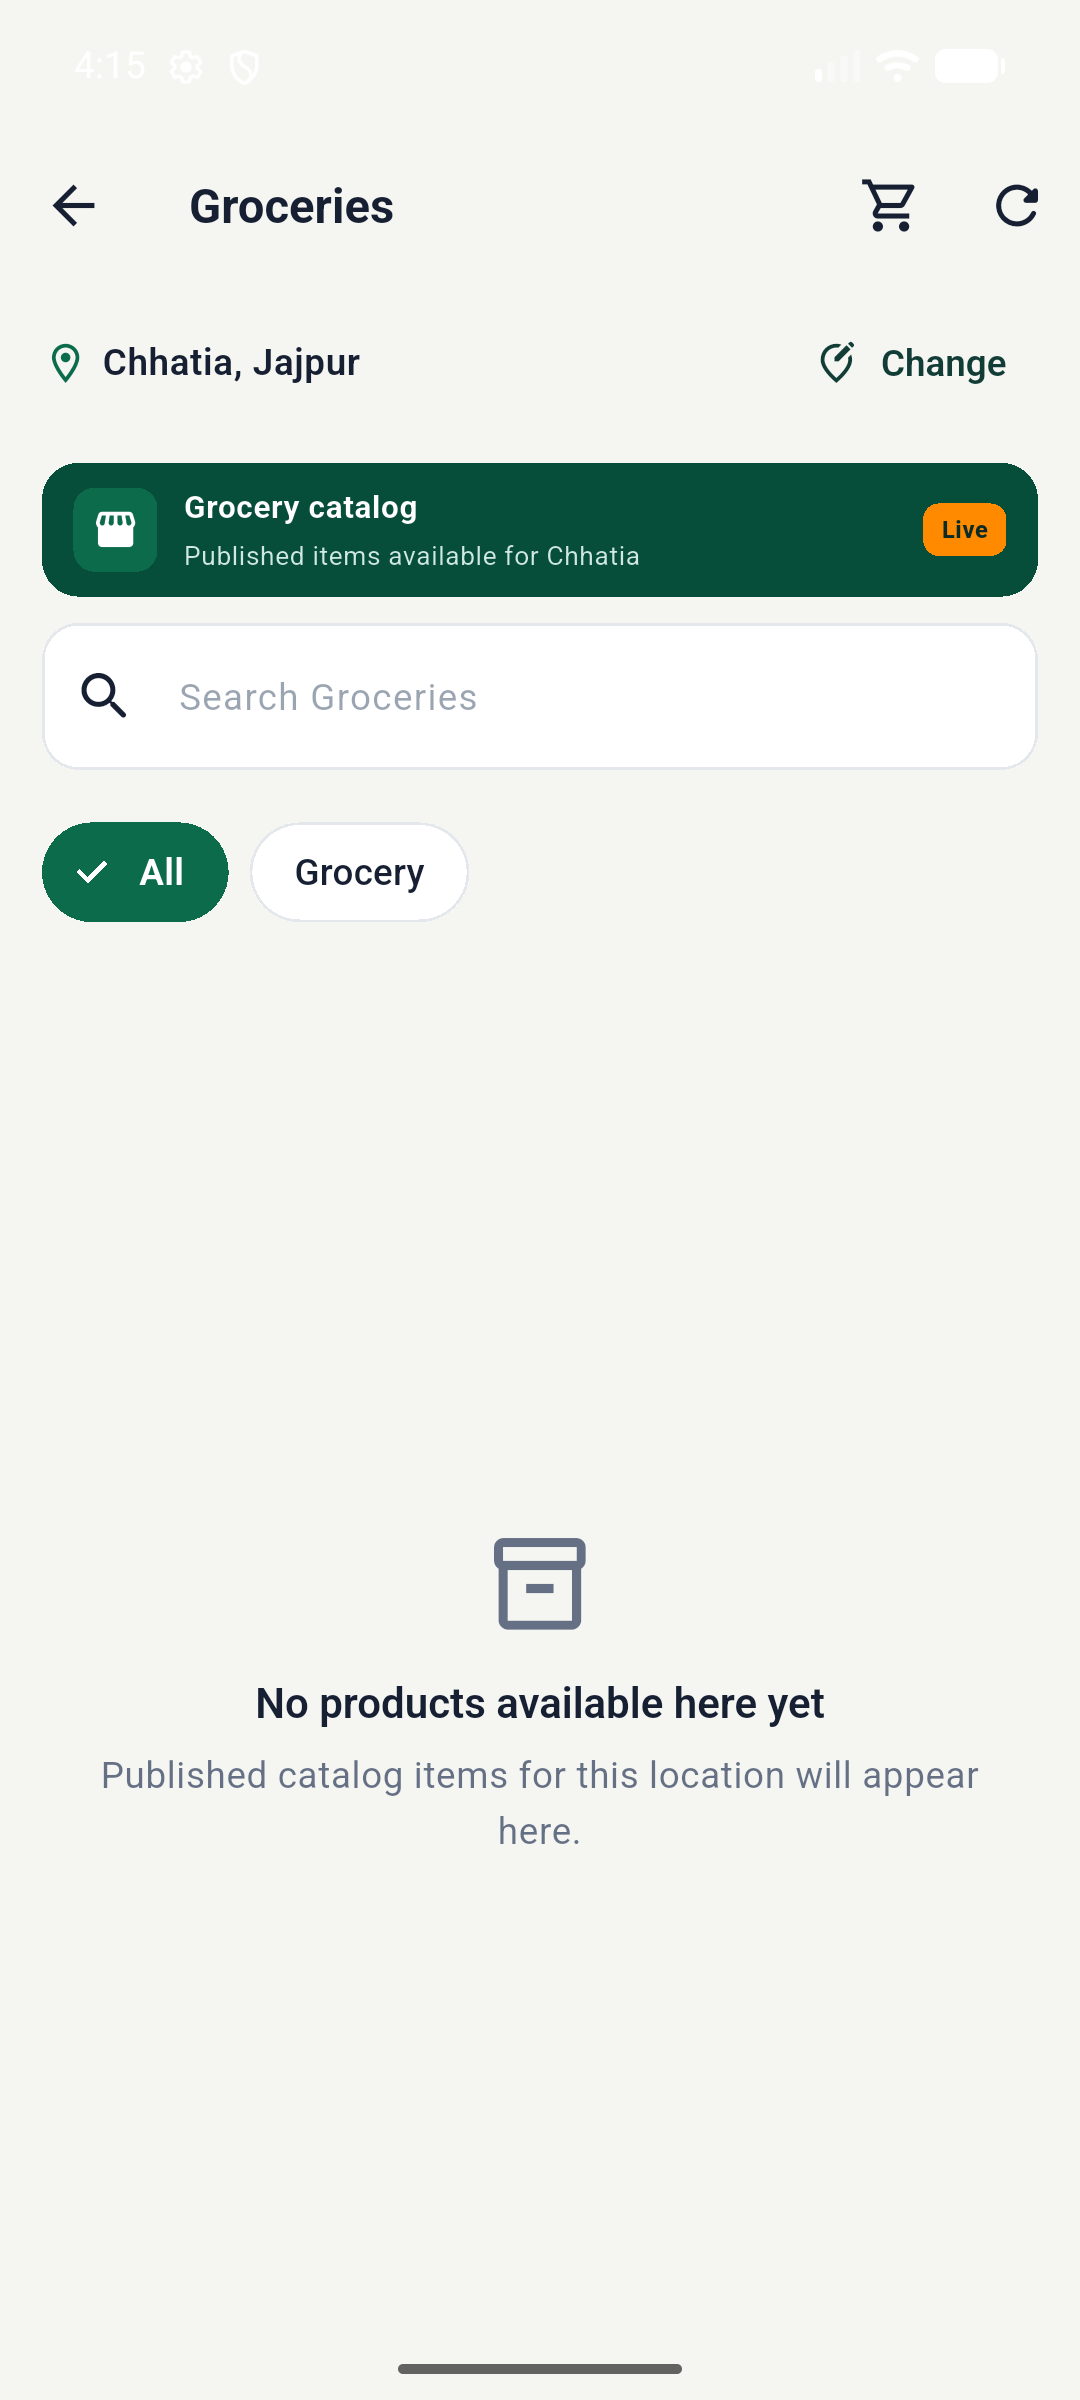 4:15
Groceries
Chhatia, Jajpur
Change
Grocery catalog
Published items available for Chhatia
Live
Search Groceries
All
Grocery
No products available here yet
Published catalog items for this location will appear
here.